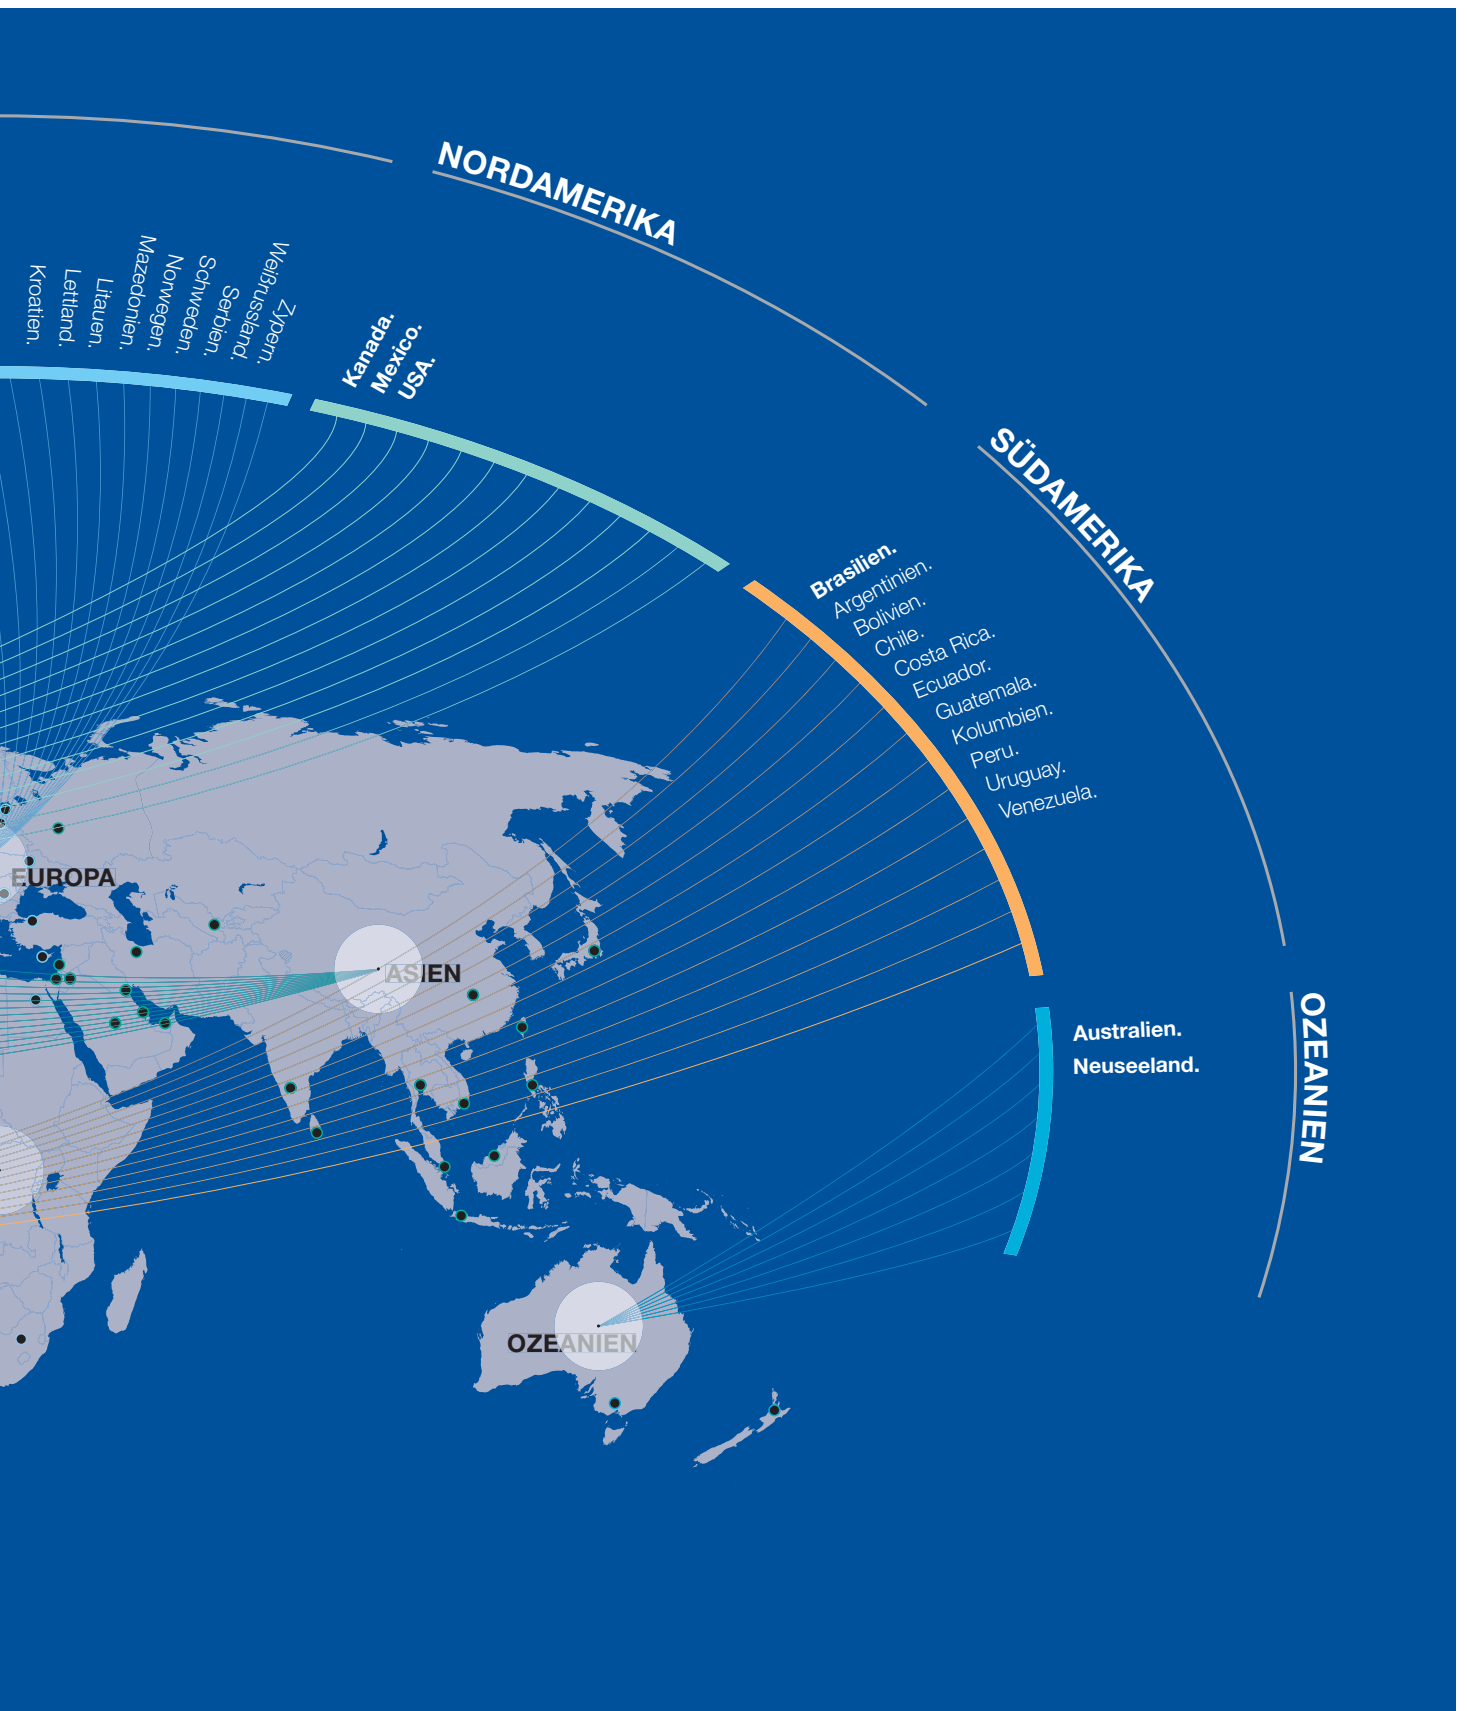 NORDAMERIKA
Kroatien.
Lettland.
Litauen.
Mazedonien.
Norwegen.
Schweden.
Serbien.
Weißrussland.
Zypern.
Kanada.
Mexico.
USA.
SÜDAMERIKA
Brasilien.
Argentinien.
Bolivien.
Chile.
Costa Rica.
Ecuador.
Guatemala.
Kolumbien.
Peru.
Uruguay.
Venezuela.
EUROPA
ASIEN
OZEANIEN
Australien.
Neuseeland.
OZEANIEN